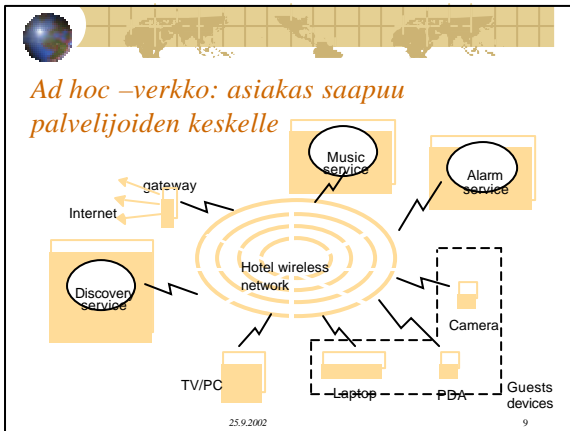 Ad hoc –verkko: asiakas saapuu
palvelijoiden keskelle
Music
service
Alarm
service
gateway
Internet
Hotel wireless
network
Discovery
service
Camera
TV/PC
Laptop
PDA
Guests
devices
25.9.2002
9